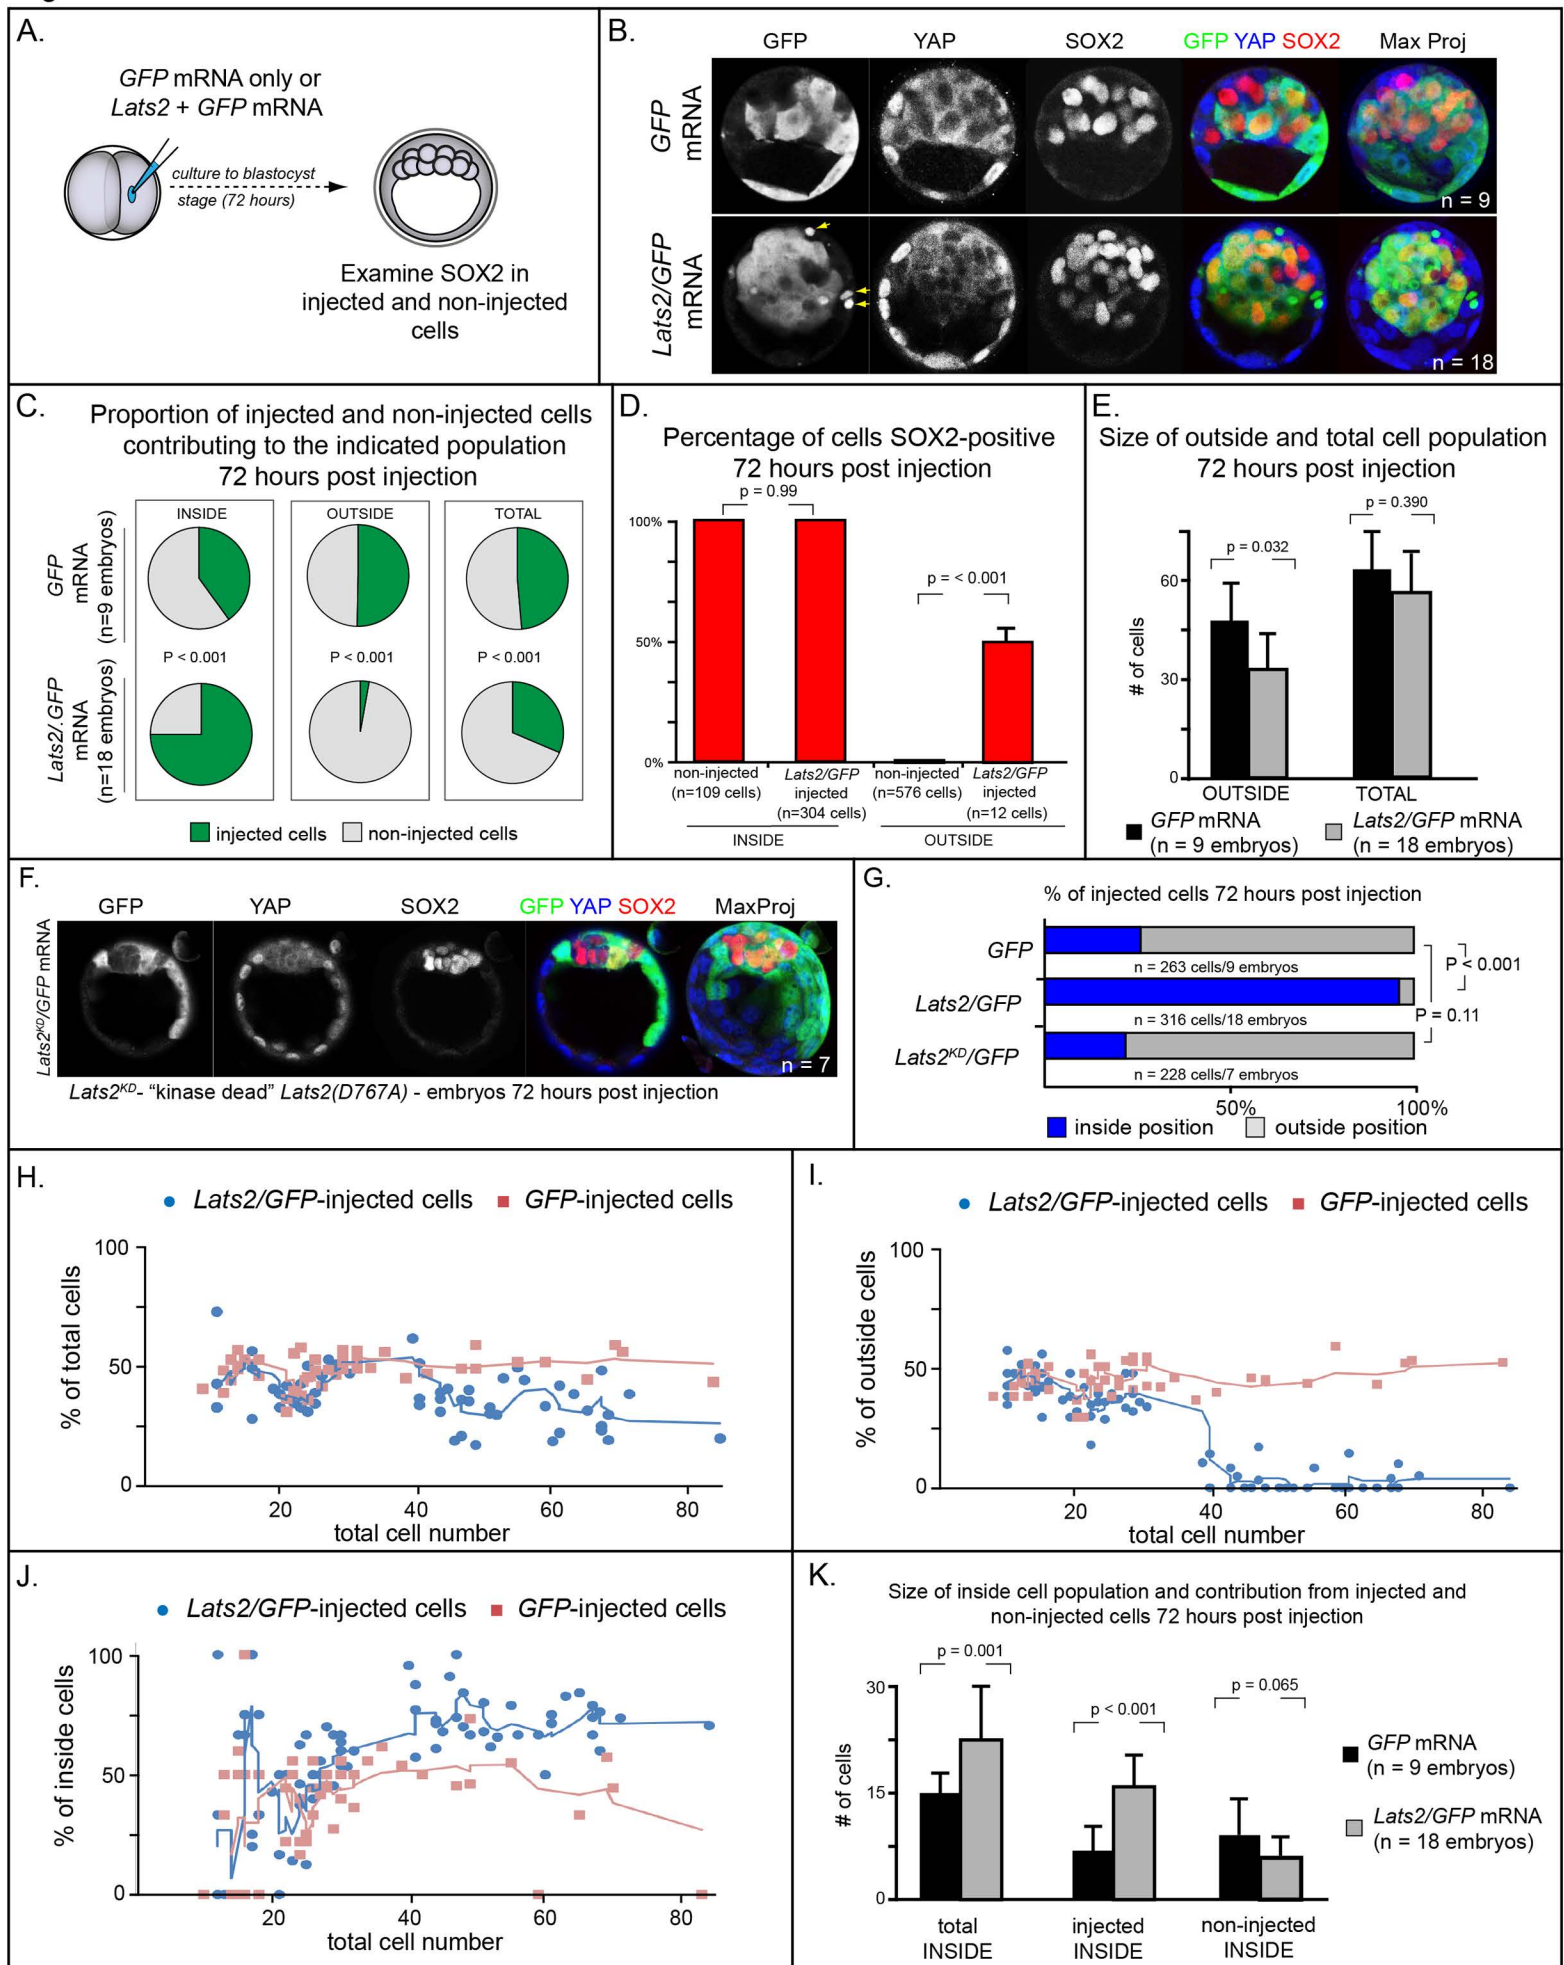 A.
GFP mRNA only or
Lats2 + GFP mRNA
culture to blastocyst
stage (72 hours)
Examine SOX2 in
injected and non-injected
cells
B.
GFP YAP SOX2 GFP YAP SOX2 Max Proj
GFP
mRNA
n = 9
Lats2/GFP
mRNA
n = 18
C.
Proportion of injected and non-injected cells
contributing to the indicated population
72 hours post injection
INSIDE OUTSIDE TOTAL
GFP
mRNA
(n=9 embryos)
P < 0.001 P < 0.001 P < 0.001
Lats2/.GFP
mRNA
(n=18 embryos)
injected cells non-injected cells
D.
Percentage of cells SOX2-positive
72 hours post injection
p = 0.99
100%
p = < 0.001
50%
0%
non-injected
(n=109 cells)
Lats2/GFP
injected
(n=304 cells)
non-injected
(n=576 cells)
Lats2/GFP
injected
(n=12 cells)
INSIDE OUTSIDE
E.
Size of outside and total cell population
72 hours post injection
p = 0.390
p = 0.032
# of cells
60
30
0
OUTSIDE TOTAL
GFP mRNA
(n = 9 embryos)
Lats2/GFP mRNA
(n = 18 embryos)
F.
GFP YAP SOX2 GFP YAP SOX2 MaxProj
Lats2KD/GFP mRNA
n = 7
Lats2KD- “kinase dead” Lats2(D767A) - embryos 72 hours post injection
G.
% of injected cells 72 hours post injection
GFP
n = 263 cells/9 embryos
P < 0.001
Lats2/GFP
n = 316 cells/18 embryos
P = 0.11
Lats2KD/GFP
n = 228 cells/7 embryos
50% 100%
inside position outside position
H.
Lats2/GFP-injected cells GFP-injected cells
% of total cells
100
50
0
20 40 60 80
total cell number
I.
Lats2/GFP-injected cells GFP-injected cells
% of outside cells
100
50
0
20 40 60 80
total cell number
J.
Lats2/GFP-injected cells GFP-injected cells
% of inside cells
100
50
0
20 40 60 80
total cell number
K.
Size of inside cell population and contribution from injected and
non-injected cells 72 hours post injection
p = 0.001
p < 0.001
p = 0.065
# of cells
30
15
0
total
INSIDE
injected
INSIDE
non-injected
INSIDE
GFP mRNA
(n = 9 embryos)
Lats2/GFP mRNA
(n = 18 embryos)